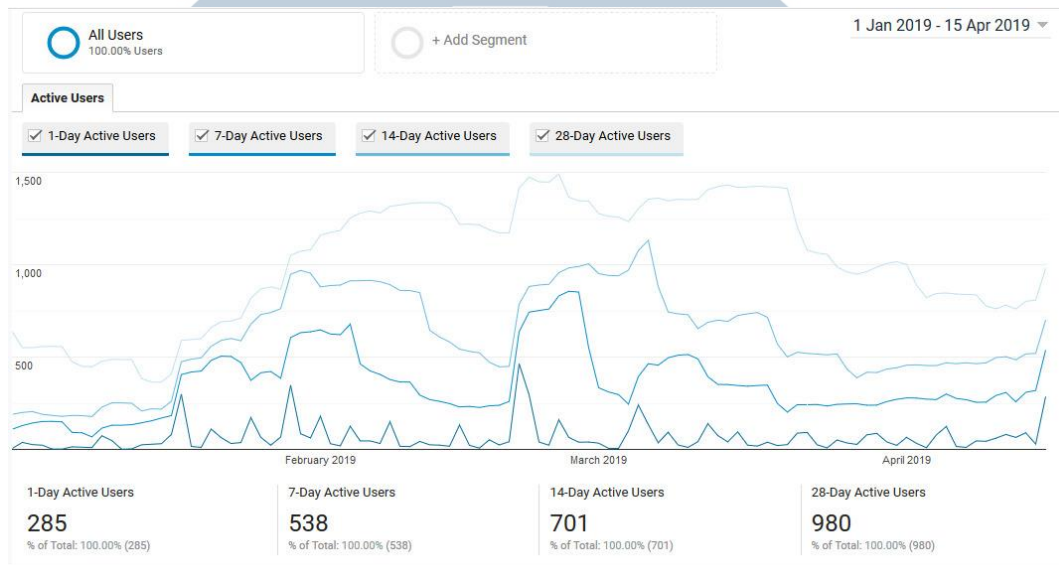 All Users
100.00% Users
+ Add Segment
1 Jan 2019 - 15 Apr 2019
Active Users
1-Day Active Users
7-Day Active Users
14-Day Active Users
28-Day Active Users
1,500
1,000
500
February 2019
March 2019
April 2019
1-Day Active Users
285
% of Total: 100.00% (285)
7-Day Active Users
538
% of Total: 100.00% (538)
14-Day Active Users
701
% of Total: 100.00% (701)
28-Day Active Users
980
% of Total: 100.00% (980)